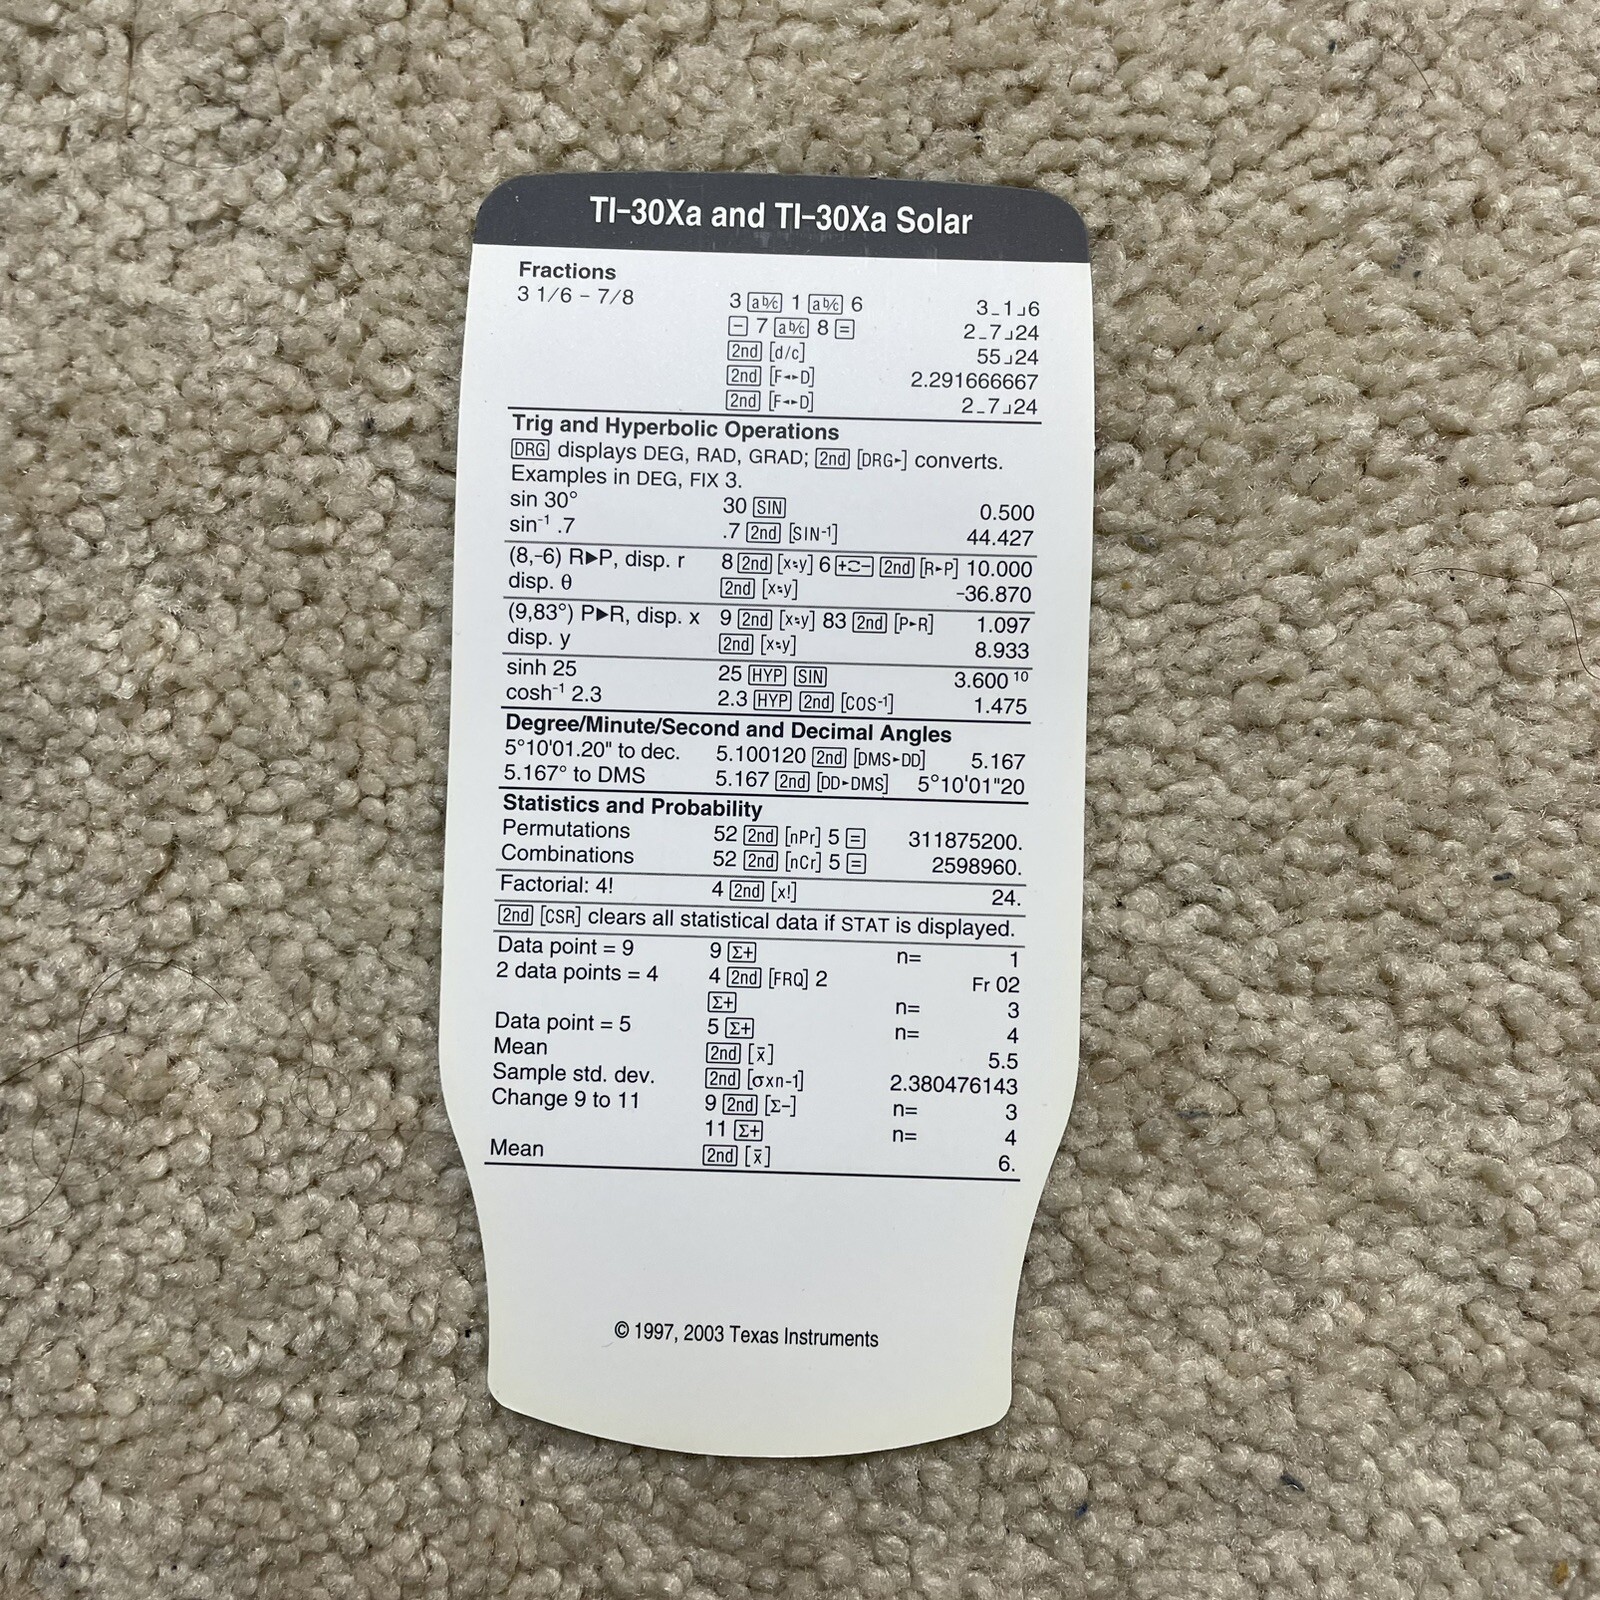 TI-30Xa and TI-30Xa Solar
Fractions
3 1/6 - 7/8 3 [a b/c] 1 [a b/c] 6 3_1⌟6
[−] 7 [a b/c] 8 [=] 2_7⌟24
[2nd] [d/c] 55⌟24
[2nd] [F◂▸D] 2.291666667
[2nd] [F◂▸D] 2_7⌟24
Trig and Hyperbolic Operations
[DRG] displays DEG, RAD, GRAD; [2nd] [DRG▸] converts.
Examples in DEG, FIX 3.
sin 30° 30 [SIN] 0.500
sin⁻¹ .7 .7 [2nd] [SIN⁻¹] 44.427
(8,-6) R▶P, disp. r 8 [2nd] [x⇆y] 6 [+⇄−] [2nd] [R▸P] 10.000
disp. θ [2nd] [x⇆y] -36.870
(9,83°) P▶R, disp. x 9 [2nd] [x⇆y] 83 [2nd] [P▸R] 1.097
disp. y [2nd] [x⇆y] 8.933
sinh 25 25 [HYP] [SIN] 3.600 ¹⁰
cosh⁻¹ 2.3 2.3 [HYP] [2nd] [COS⁻¹] 1.475
Degree/Minute/Second and Decimal Angles
5°10'01.20" to dec. 5.100120 [2nd] [DMS▸DD] 5.167
5.167° to DMS 5.167 [2nd] [DD▸DMS] 5°10'01"20
Statistics and Probability
Permutations 52 [2nd] [nPr] 5 [=] 311875200.
Combinations 52 [2nd] [nCr] 5 [=] 2598960.
Factorial: 4! 4 [2nd] [x!] 24.
[2nd] [CSR] clears all statistical data if STAT is displayed.
Data point = 9 9 [Σ+] n= 1
2 data points = 4 4 [2nd] [FRQ] 2 Fr 02
[Σ+] n= 3
Data point = 5 5 [Σ+] n= 4
Mean [2nd] [x̄] 5.5
Sample std. dev. [2nd] [σxn-1] 2.380476143
Change 9 to 11 9 [2nd] [Σ−] n= 3
11 [Σ+] n= 4
Mean [2nd] [x̄] 6.
© 1997, 2003 Texas Instruments